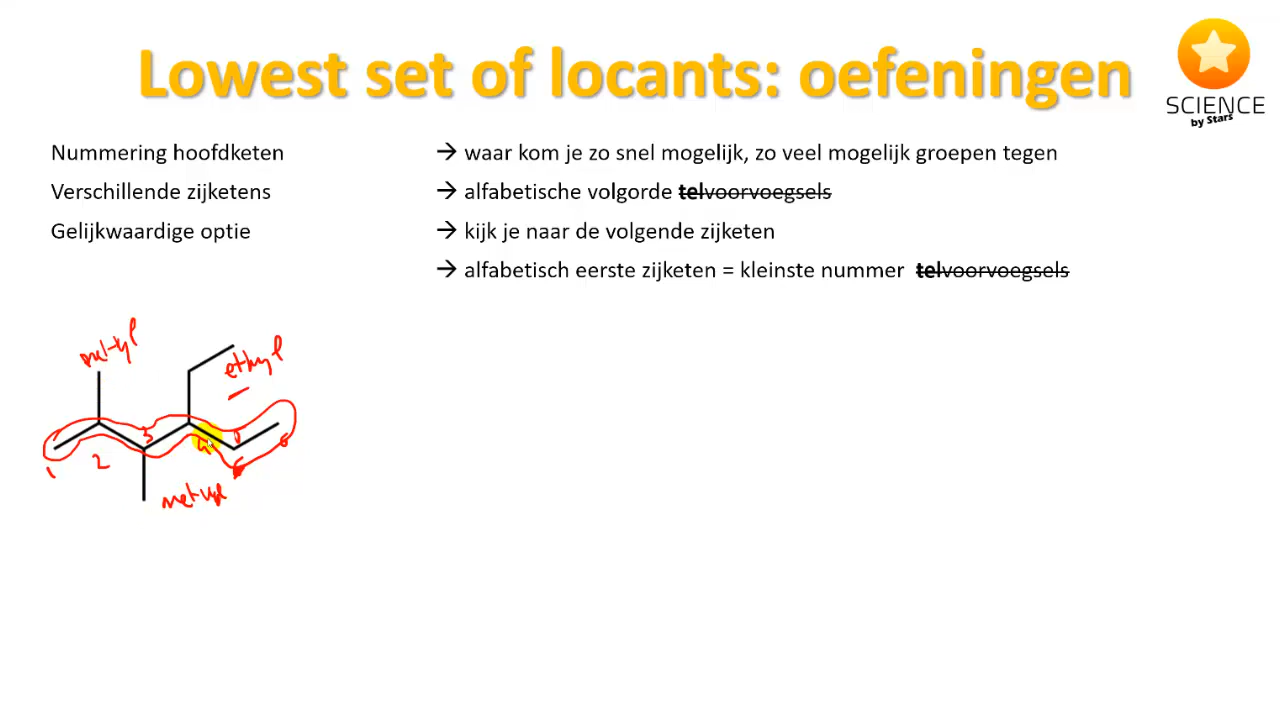 Lowest set of locants: oefeningen
SCIENCE
by Stars
Nummering hoofdketen → waar kom je zo snel mogelijk, zo veel mogelijk groepen tegen
Verschillende zijketens → alfabetische volgorde telvoorvoegsels
Gelijkwaardige optie → kijk je naar de volgende zijketen
→ alfabetisch eerste zijketen = kleinste nummer telvoorvoegsels
methyl
ethyl
1 2 3 4 5 6
methyl